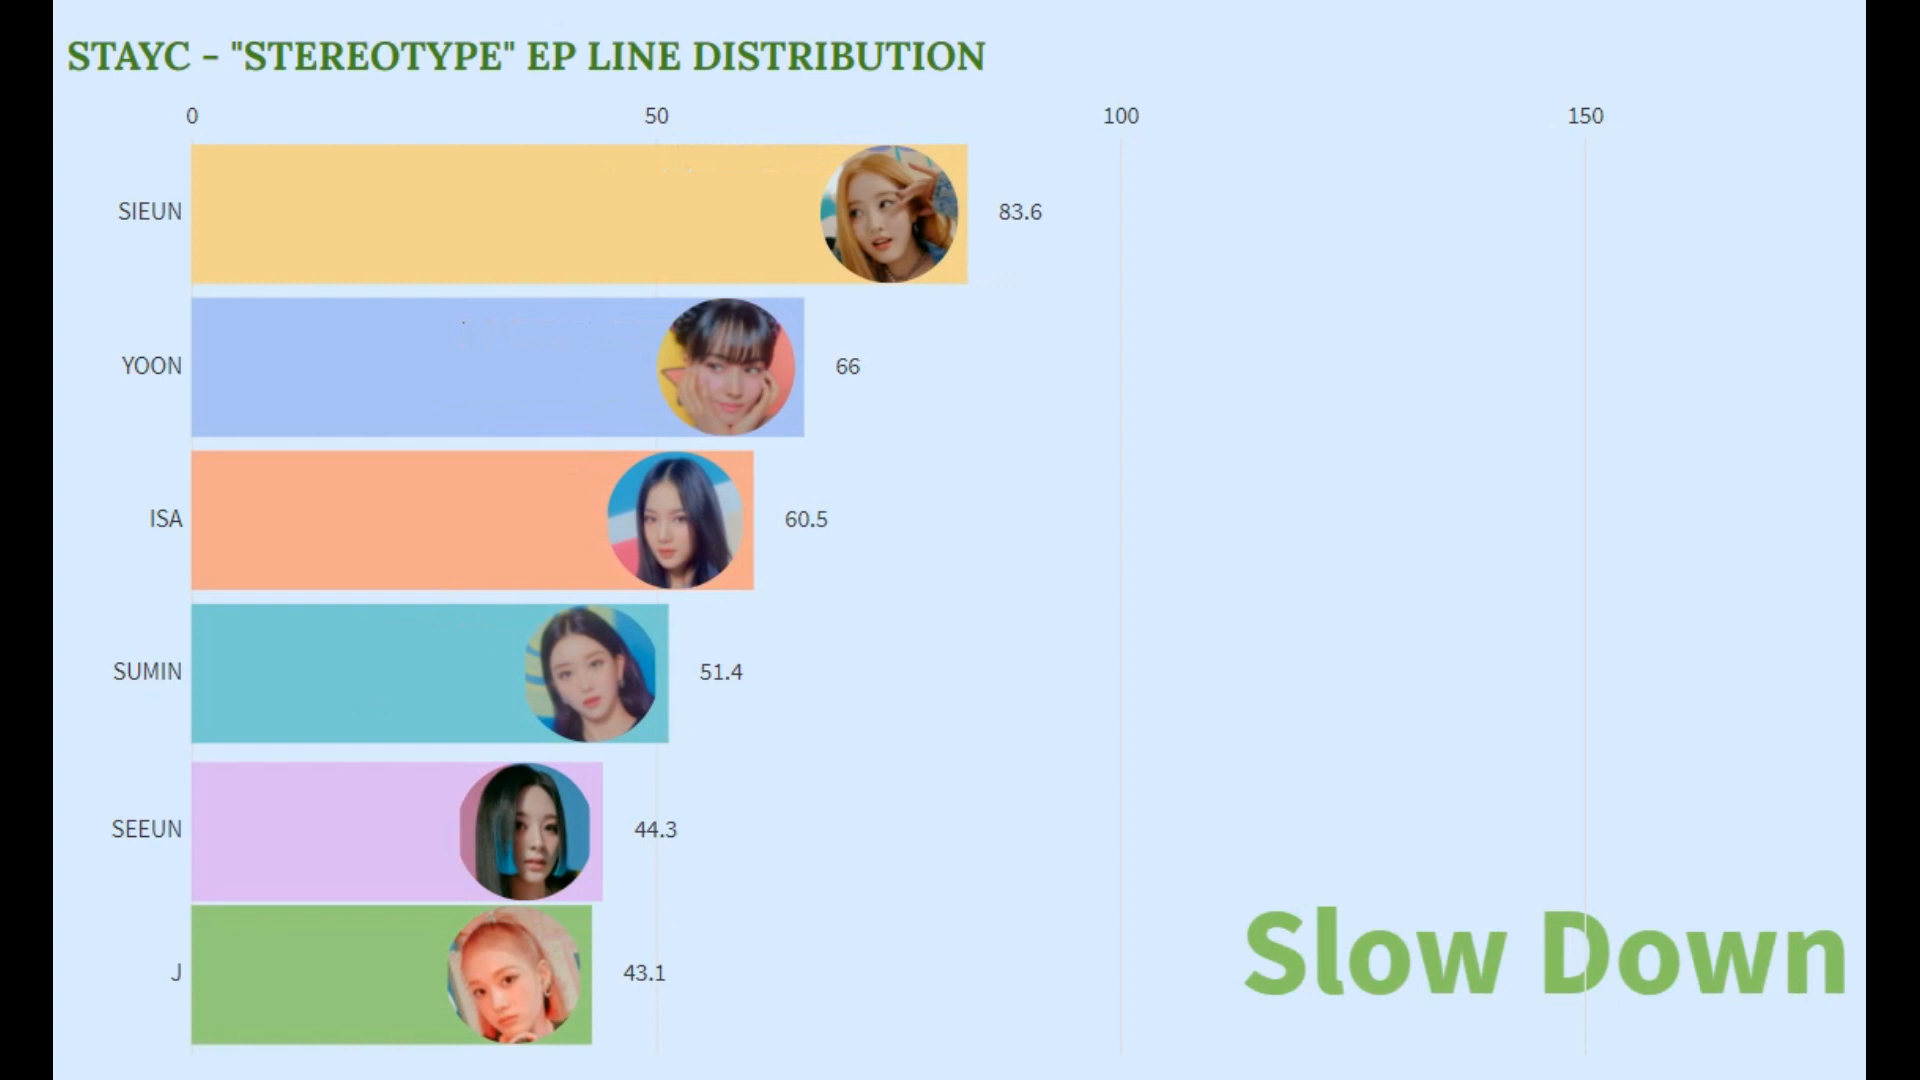 STAYC - "STEREOTYPE" EP LINE DISTRIBUTION
0 50 100 150
SIEUN 83.6
YOON 66
ISA 60.5
SUMIN 51.4
SEEUN 44.3
J 43.1
Slow Down